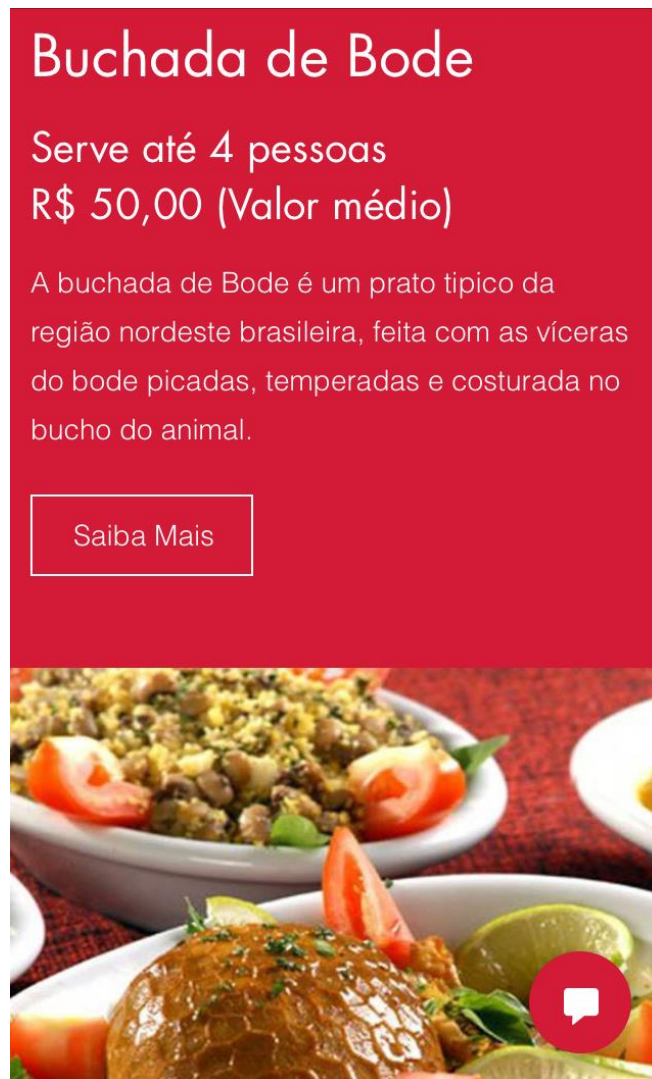 Buchada de Bode
Serve até 4 pessoas
R$ 50,00 (Valor médio)
A buchada de Bode é um prato tipico da
região nordeste brasileira, feita com as víceras
do bode picadas, temperadas e costurada no
bucho do animal.
Saiba Mais